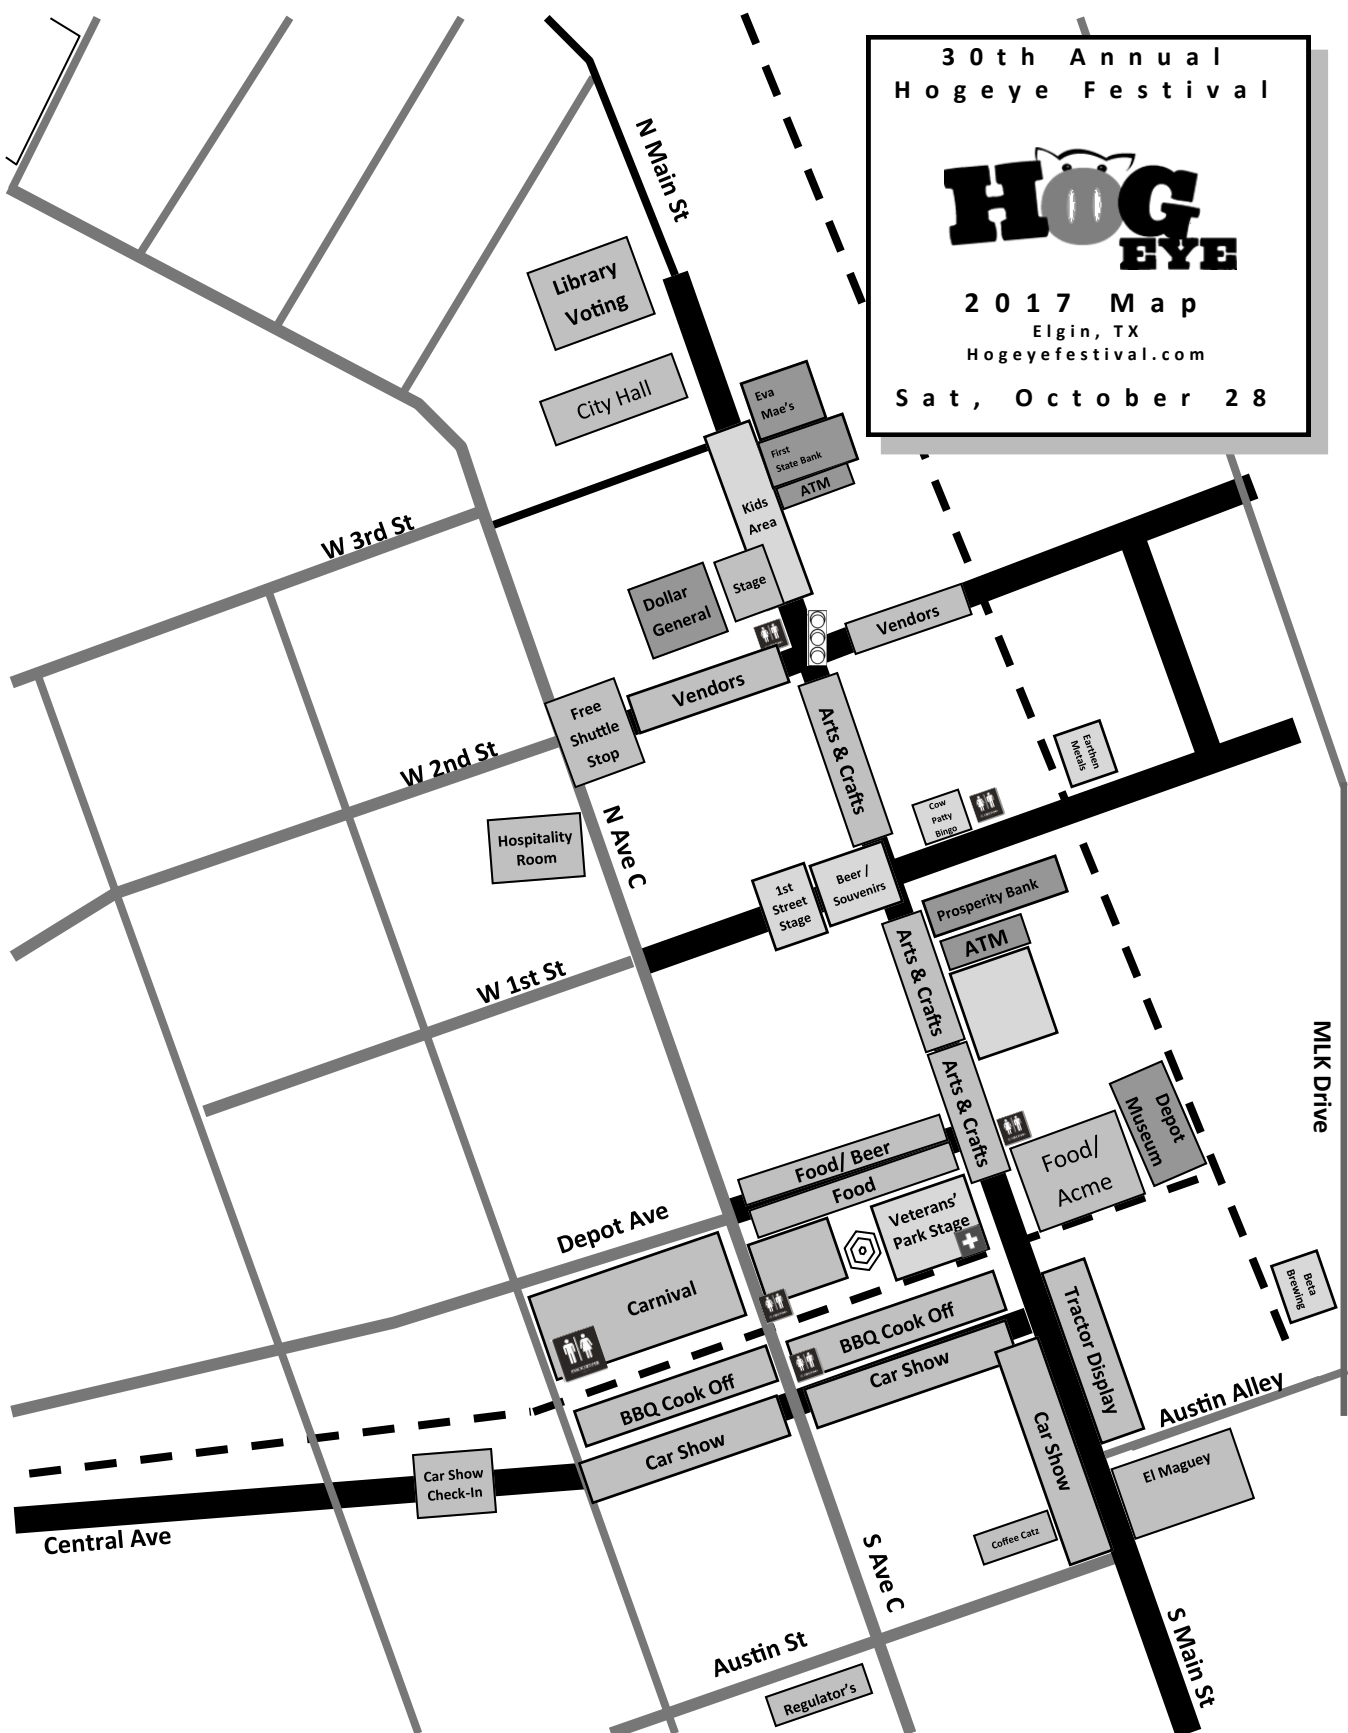 30th Annual
Hogeye Festival
HOG
EYE
2017 Map
Elgin, TX
Hogeyefestival.com
Sat, October 28
N Main St
Library
Voting
City Hall
Eva
Mae's
First
State Bank
ATM
Kids
Area
W 3rd St
Stage
Dollar
General
Vendors
Vendors
Free
Shuttle
Stop
Arts & Crafts
W 2nd St
Earthen
Metals
Cow
Patty
Bingo
N Ave C
Hospitality
Room
1st
Street
Stage
Beer /
Souvenirs
Prosperity Bank
ATM
Arts & Crafts
W 1st St
MLK Drive
Arts & Crafts
Depot
Museum
Food/
Acme
Food/ Beer
Food
Veterans’
Park Stage
Depot Ave
Carnival
Beta
Brewing
BBQ Cook Off
Tractor Display
Car Show
BBQ Cook Off
Austin Alley
Car Show
Car Show
El Maguey
Car Show
Check-In
Central Ave
Coffee Catz
S Ave C
S Main St
Austin St
Regulator’s